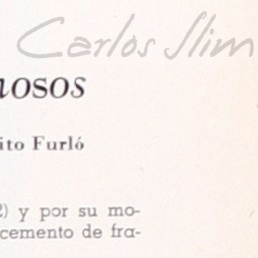 Carlos Slim
nosos
ito Furló
2) y por su mo-
cemento de fra-